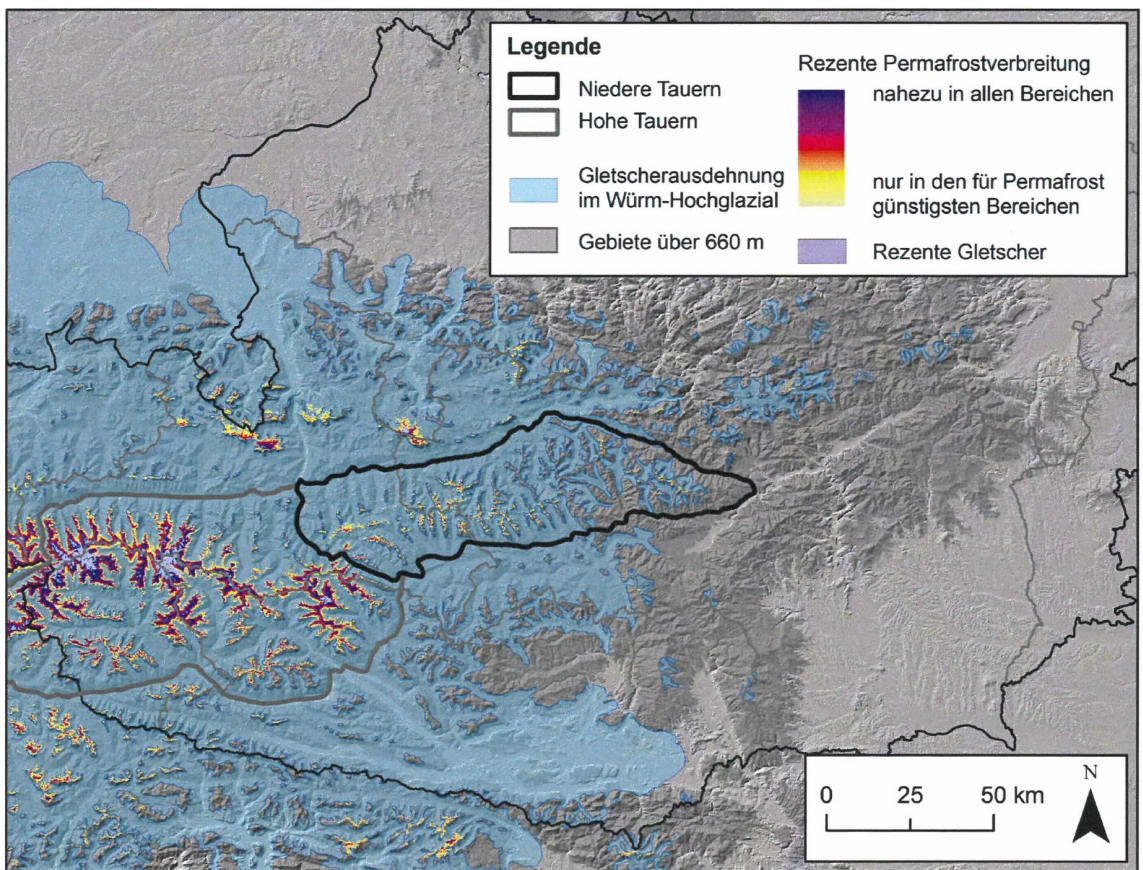 Legende
Niedere Tauern
Hohe Tauern
Gletscherausdehnung
im Würm-Hochglazial
Gebiete über 660 m
Rezente Permafrostverbreitung
nahezu in allen Bereichen
nur in den für Permafrost
günstigsten Bereichen
Rezente Gletscher
0 25 50 km
N